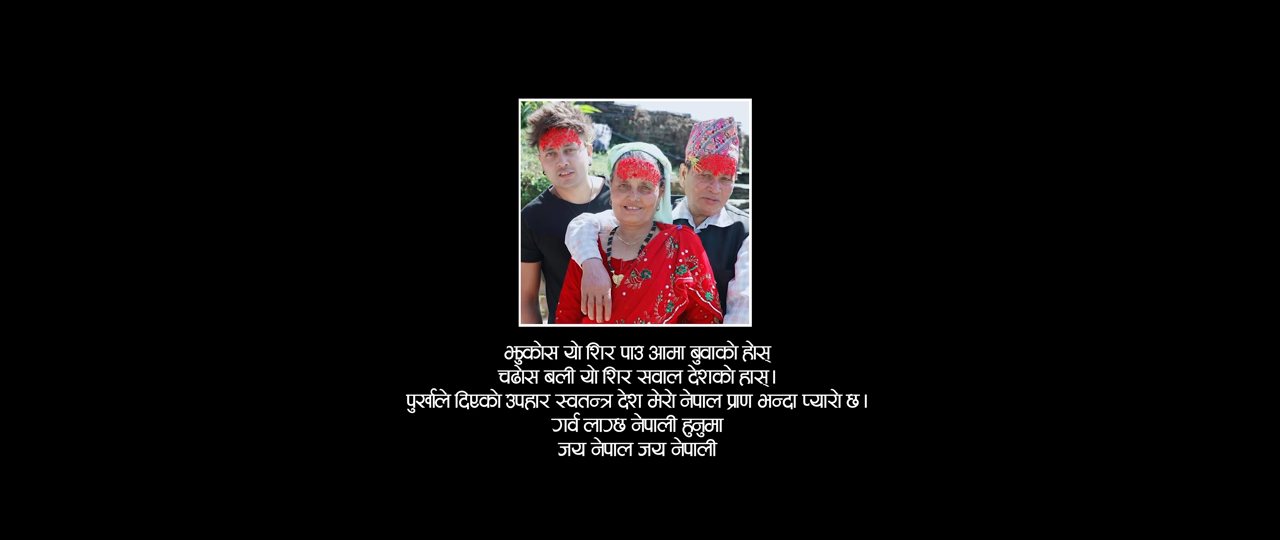 झुकोस यो शिर पाउ आमा बुवाको होस्
चढोस बली यो शिर सवाल देशको हास्।
पुर्खाले दिएको उपहार स्वतन्त्र देश मेरो नेपाल प्राण भन्दा प्यारो छ।
गर्व लाग्छ नेपाली हुनुमा
जय नेपाल जय नेपाली